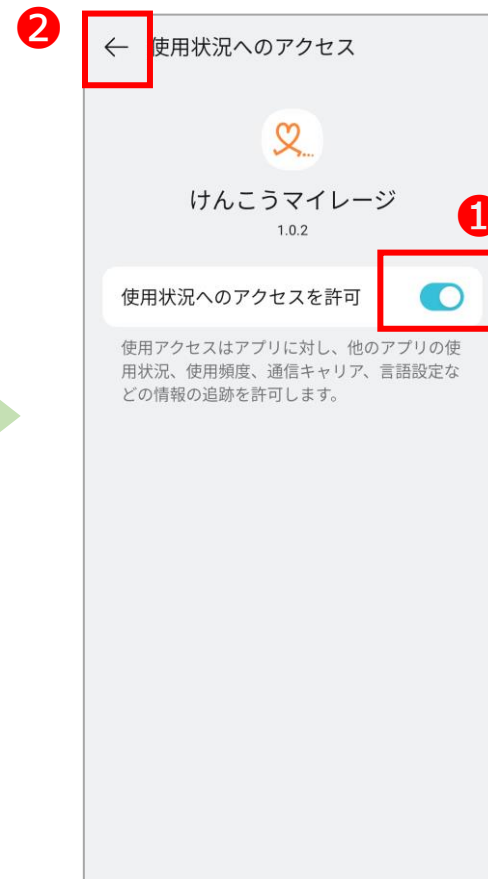 ❷
← 使用状況へのアクセス
けんこうマイレージ
1.0.2
❶
使用状況へのアクセスを許可
使用アクセスはアプリに対し、他のアプリの使
用状況、使用頻度、通信キャリア、言語設定な
どの情報の追跡を許可します。